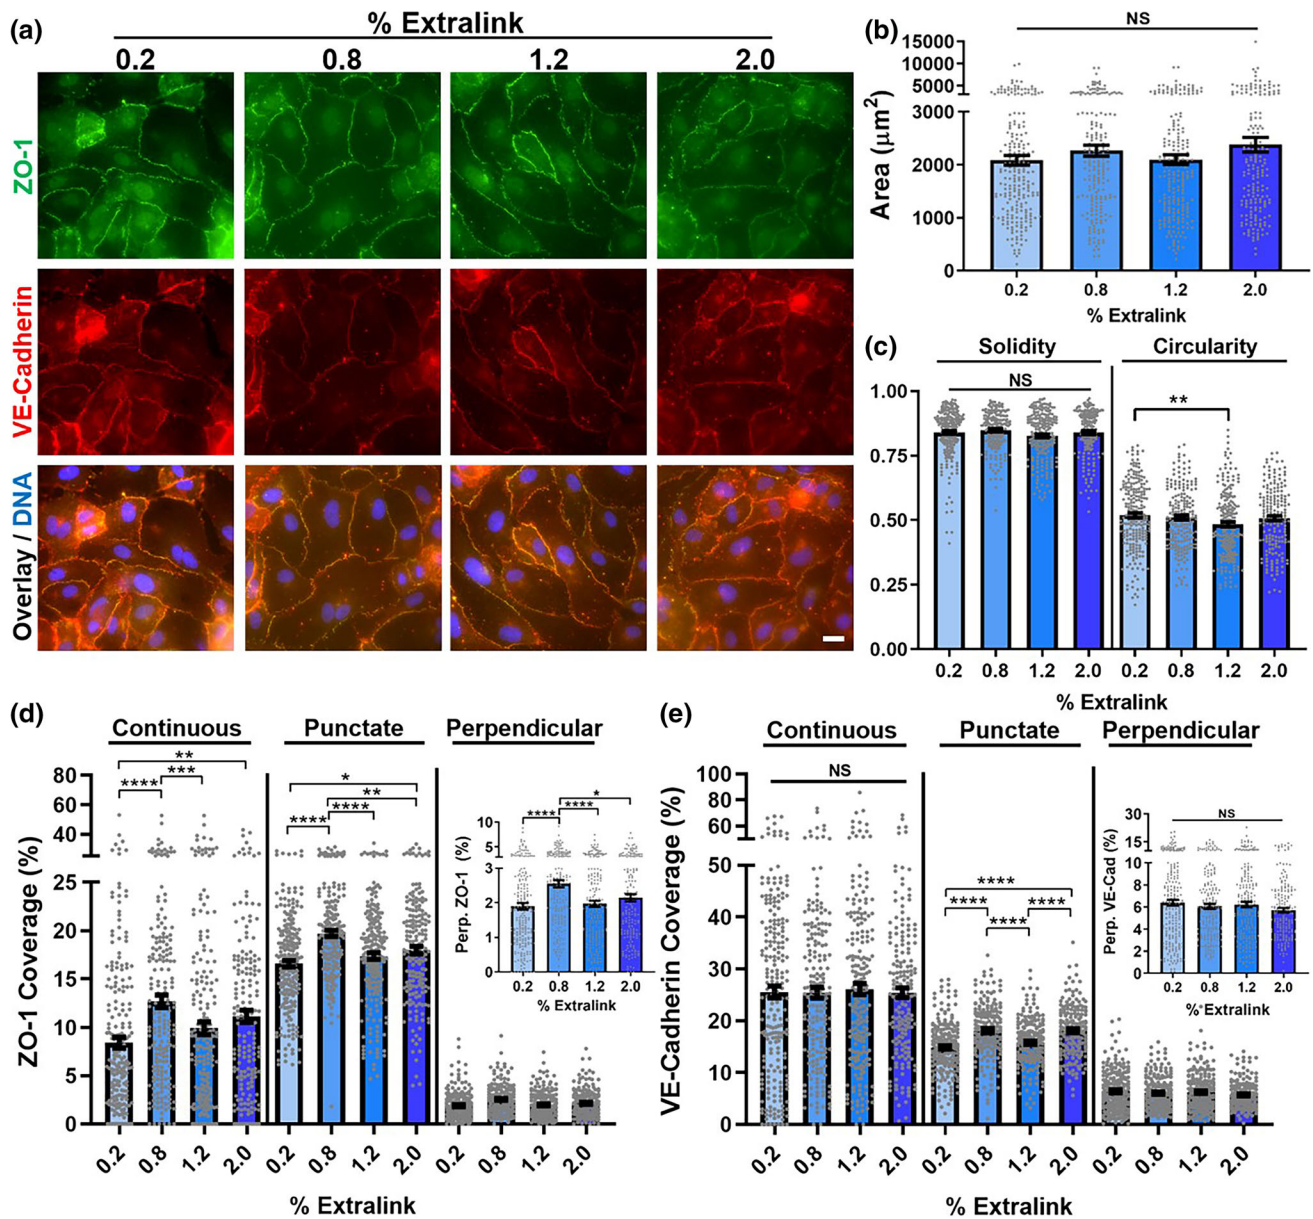 (a)
% Extralink
0.2 0.8 1.2 2.0
ZO-1
VE-Cadherin
Overlay / DNA
(b)
NS
15000
10000
5000
3000
2000
1000
0
Area (μm²)
0.2 0.8 1.2 2.0
% Extralink
(c)
Solidity Circularity
NS
**
1.00
0.75
0.50
0.25
0.00
0.2 0.8 1.2 2.0 0.2 0.8 1.2 2.0
% Extralink
(d)
Continuous Punctate Perpendicular
**
**** ***
*
**
****
****
80
60
40
25
20
15
10
5
0
ZO-1 Coverage (%)
*
**** ****
10
5
3
2
1
0
Perp. ZO-1 (%)
0.2 0.8 1.2 2.0
% Extralink
0.2 0.8 1.2 2.0 0.2 0.8 1.2 2.0 0.2 0.8 1.2 2.0
% Extralink
(e)
Continuous Punctate Perpendicular
NS
****
**** ****
****
100
80
60
50
40
30
20
10
0
VE-Cadherin Coverage (%)
NS
30
15
10
8
6
4
2
0
Perp. VE-Cad (%)
0.2 0.8 1.2 2.0
%*Extralink
0.2 0.8 1.2 2.0 0.2 0.8 1.2 2.0 0.2 0.8 1.2 2.0
% Extralink